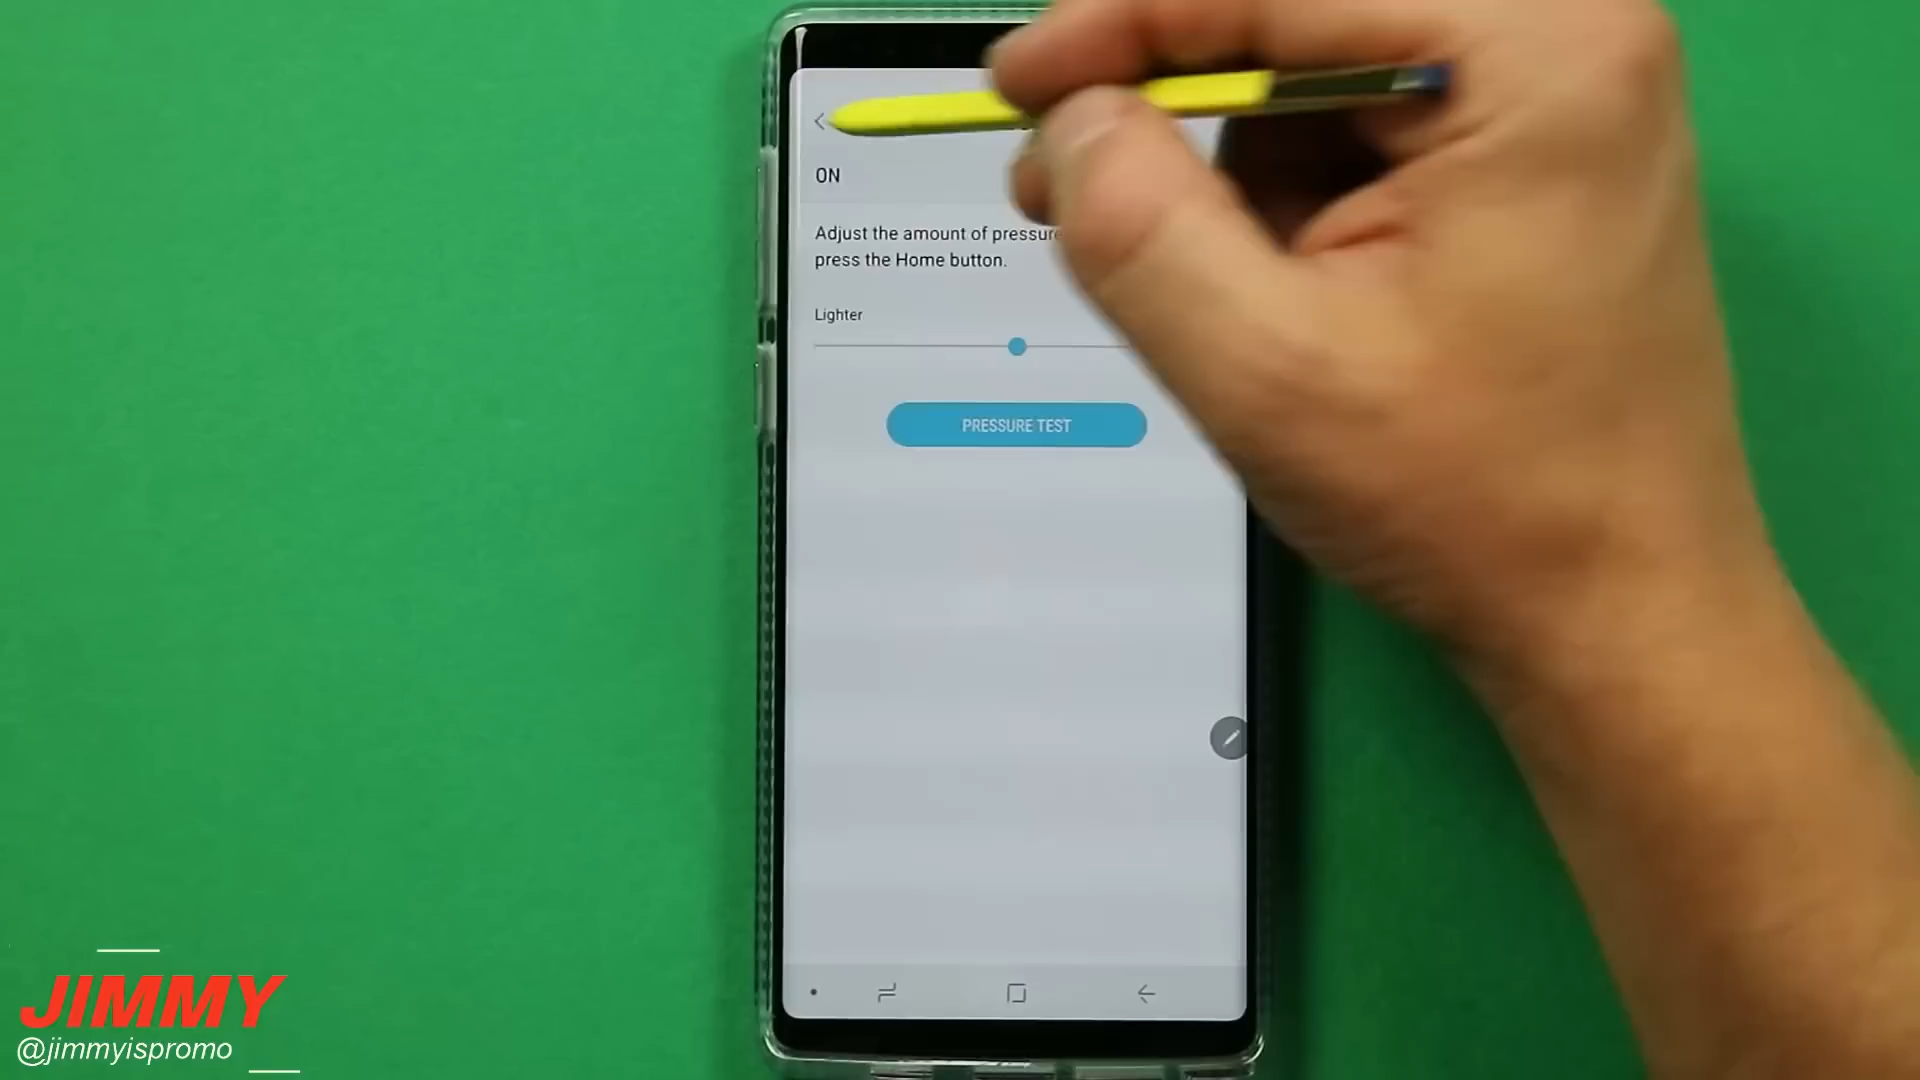 ON
Adjust the amount of pressure
press the Home button.
Lighter
PRESSURE TEST
JIMMY
@jimmyispromo